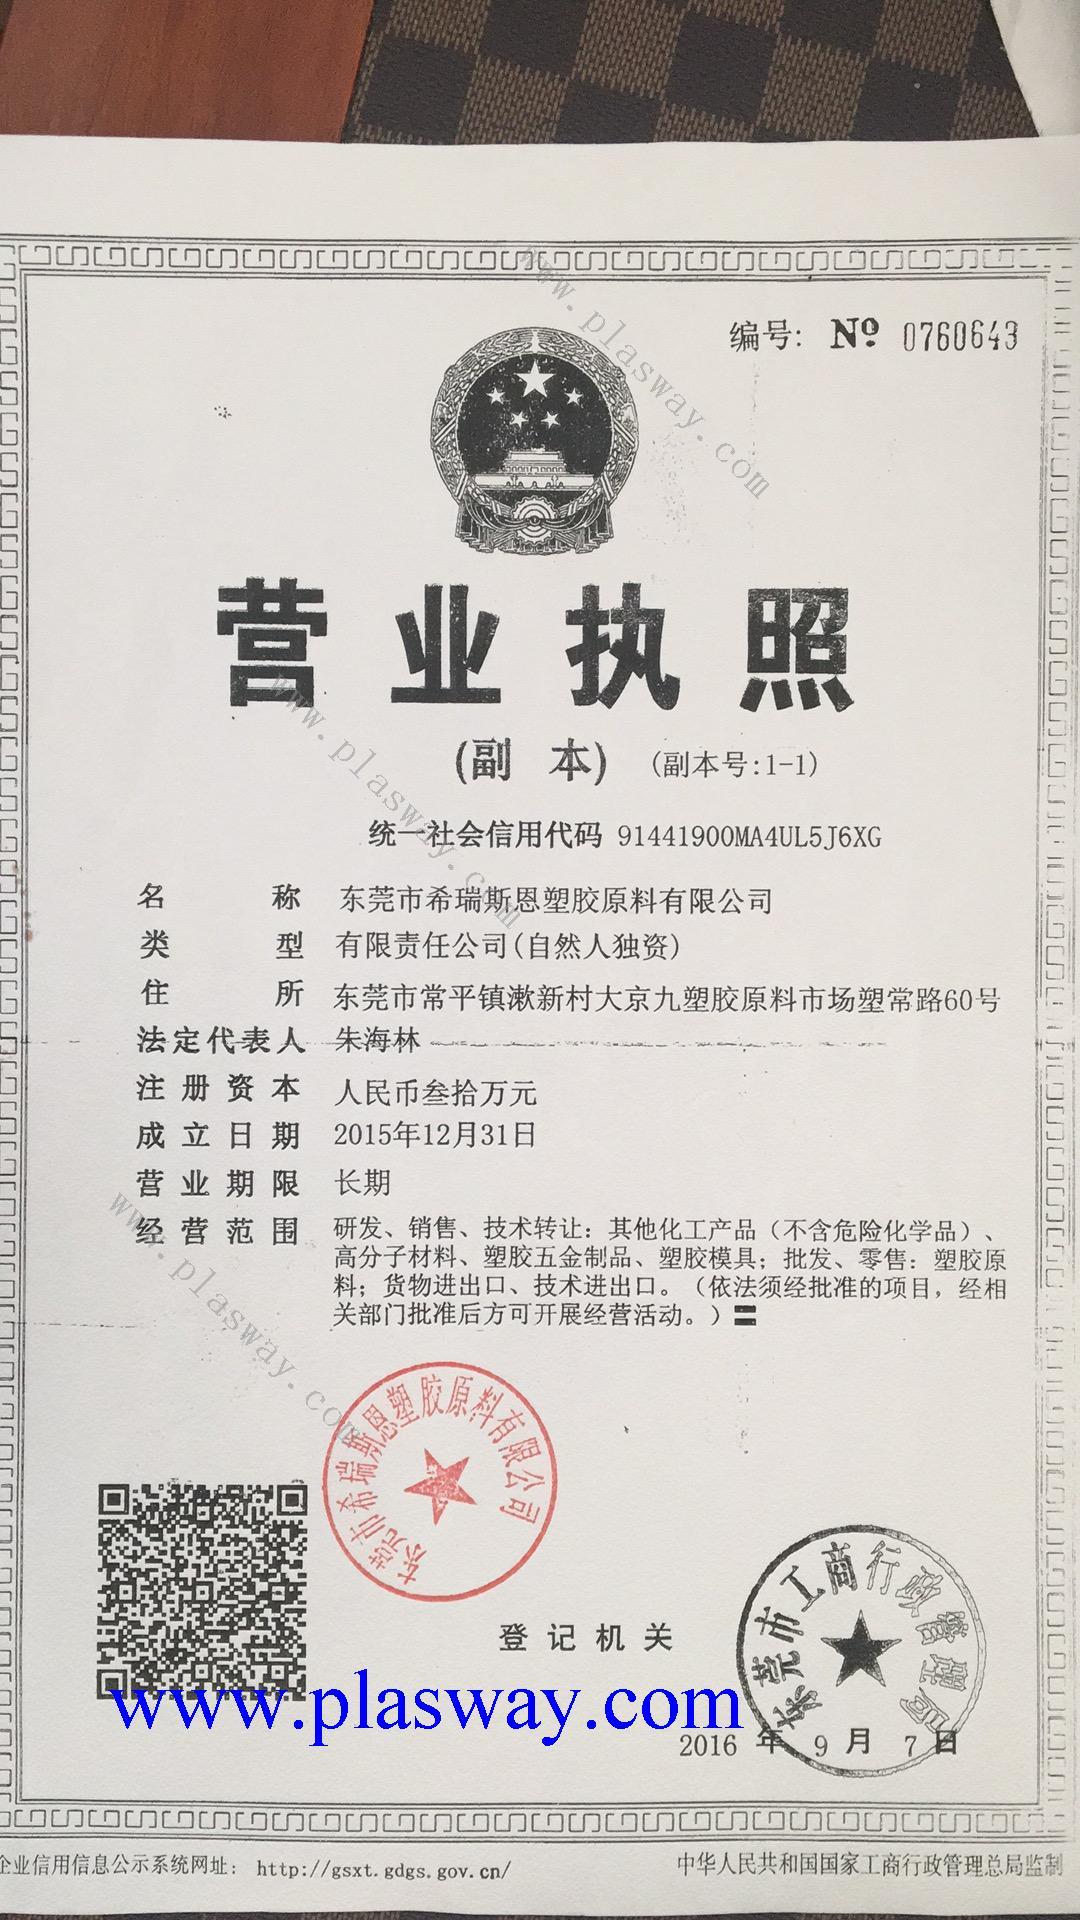 编号: Nº 0760643
营业执照
(副 本) (副本号:1-1)
统一社会信用代码 91441900MA4UL5J6XG
名 称 东莞市希瑞斯恩塑胶原料有限公司
类 型 有限责任公司(自然人独资)
住 所 东莞市常平镇漱新村大京九塑胶原料市场塑常路60号
法定代表人 朱海林
注册资本 人民币叁拾万元
成立日期 2015年12月31日
营业期限 长期
经营范围 研发、销售、技术转让：其他化工产品（不含危险化学品）、
高分子材料、塑胶五金制品、塑胶模具；批发、零售：塑胶原
料；货物进出口、技术进出口。（依法须经批准的项目，经相
关部门批准后方可开展经营活动。）
东莞市希瑞斯恩塑胶原料有限公司
登记机关
东莞市工商行政管理局
2016 年 9 月 7 日
www.plasway.com
www.plasway.com
www.plasway.com
www.plasway.com
企业信用信息公示系统网址： http://gsxt.gdgs.gov.cn/
中华人民共和国国家工商行政管理总局监制